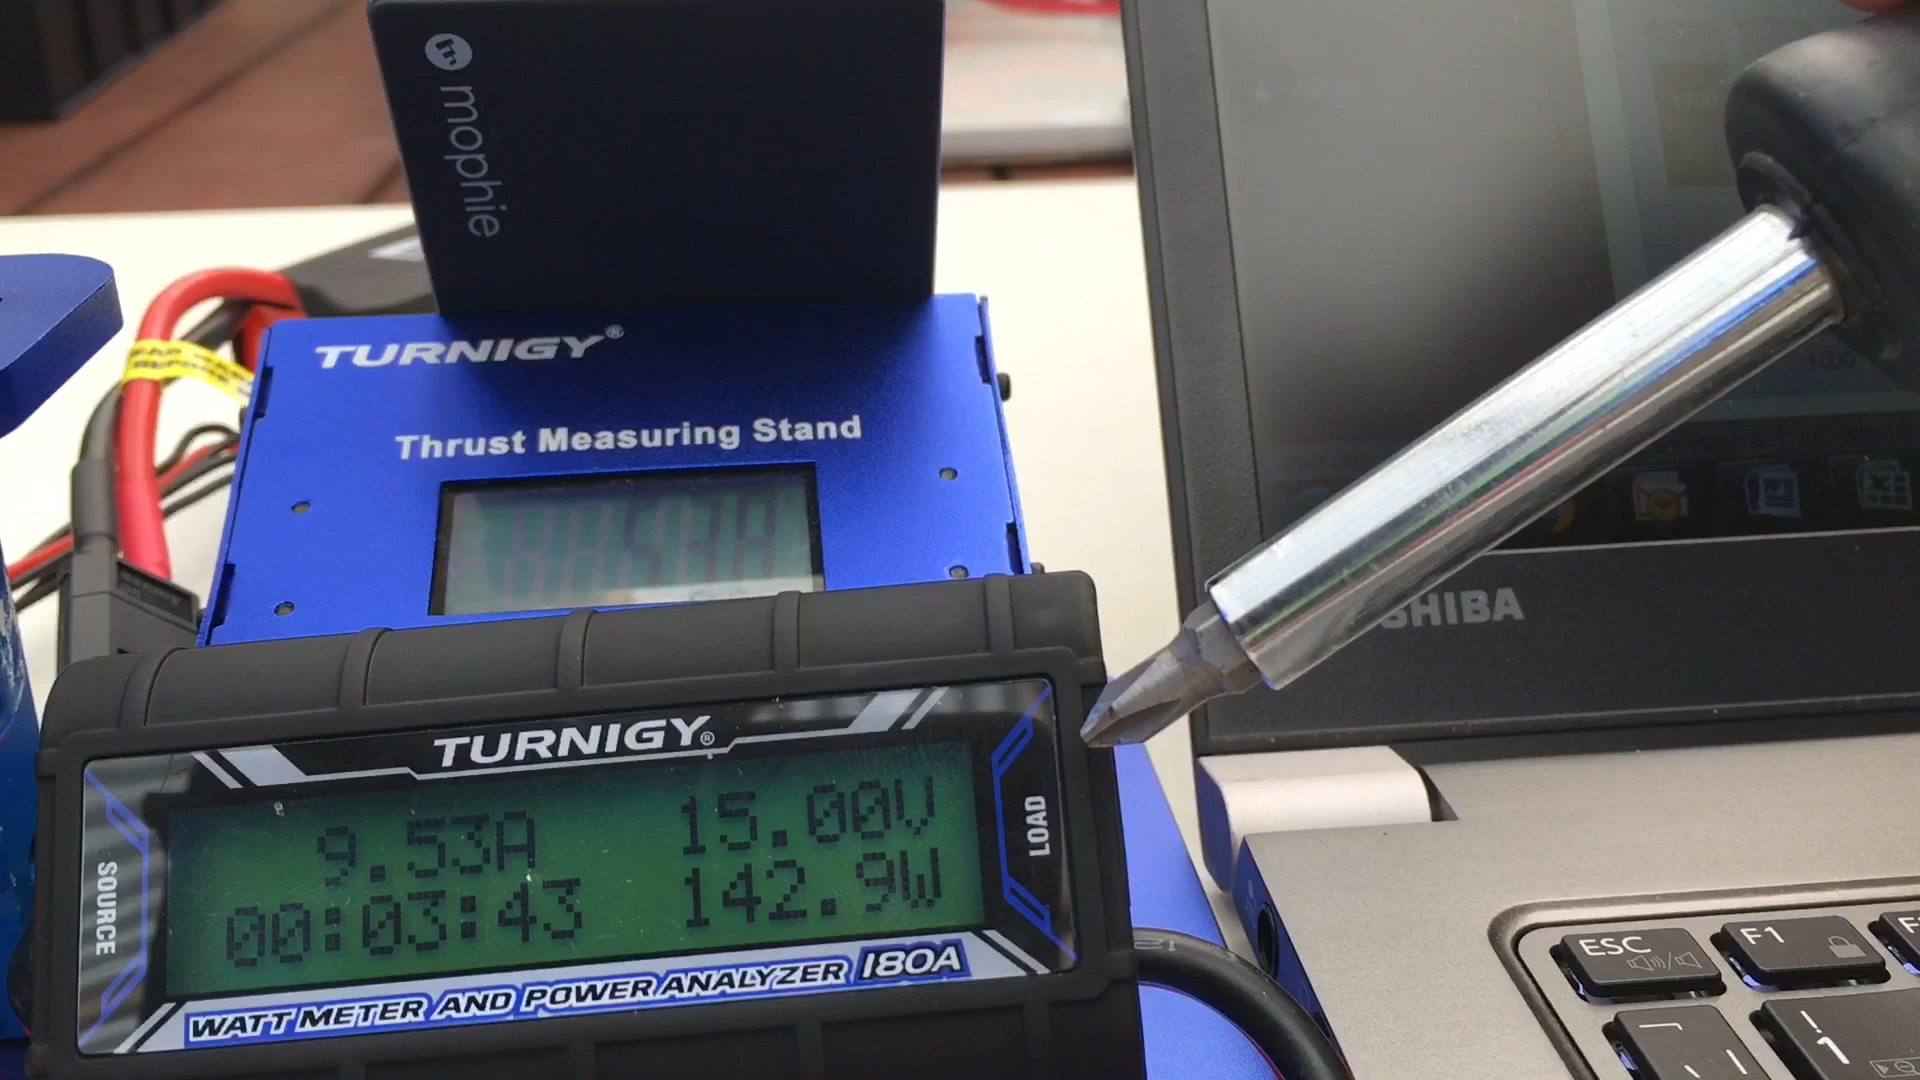 mophie
TURNIGY®
Thrust Measuring Stand
SHIBA
TURNIGY®
SOURCE
9.53A 15.00V
00:03:43 142.9W
LOAD
WATT METER AND POWER ANALYZER 180A
ESC
F1